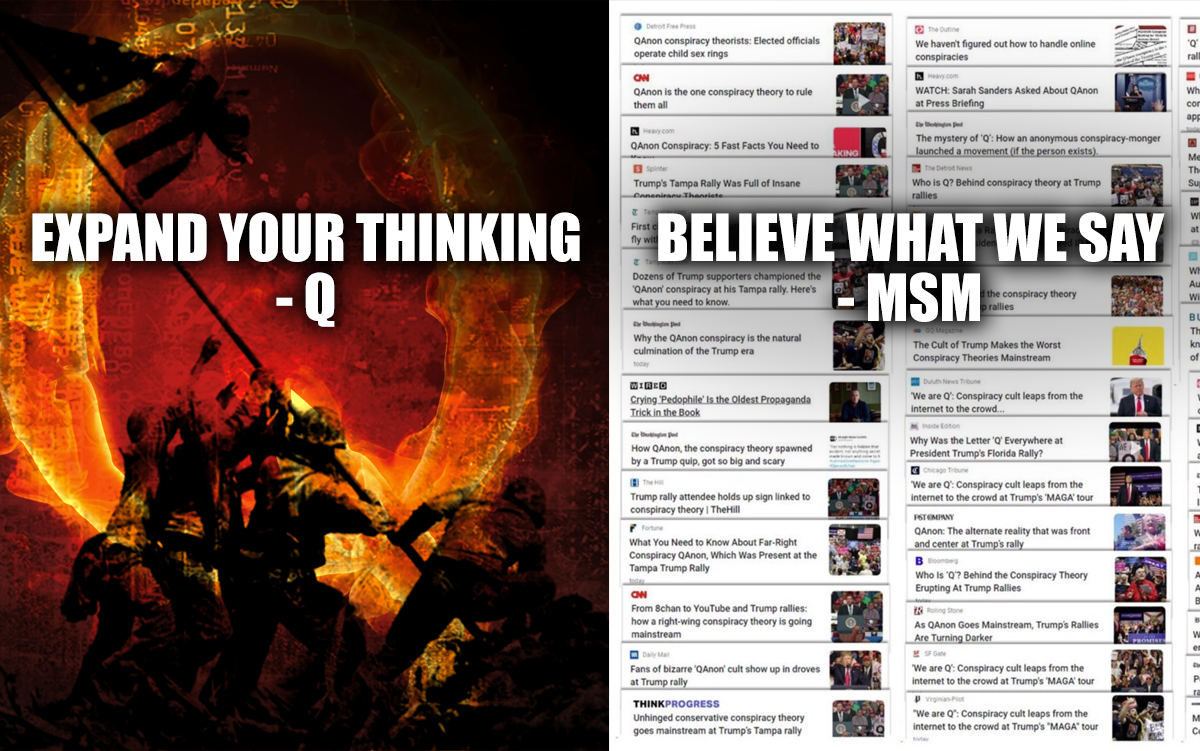 EXPAND YOUR THINKING
- Q
BELIEVE WHAT WE SAY
- MSM
Detroit Free Press
QAnon conspiracy theorists: Elected officials
operate child sex rings
CNN
QAnon is the one conspiracy theory to rule
them all
Heavy.com
QAnon Conspiracy: 5 Fast Facts You Need to
Splinter
Trump's Tampa Rally Was Full of Insane
Conspiracy Theorists
First
fly
Dozens of Trump supporters championed the
'QAnon' conspiracy at his Tampa rally. Here's
what you need to know.
The Washington Post
Why the QAnon conspiracy is the natural
culmination of the Trump era
today
WIRED
Crying 'Pedophile' Is the Oldest Propaganda
Trick in the Book
The Washington Post
How QAnon, the conspiracy theory spawned
by a Trump quip, got so big and scary
The Hill
Trump rally attendee holds up sign linked to
conspiracy theory | TheHill
Fortune
What You Need to Know About Far-Right
Conspiracy QAnon, Which Was Present at the
Tampa Trump Rally
today
CNN
From 8chan to YouTube and Trump rallies:
how a right-wing conspiracy theory is going
mainstream
Daily Mail
Fans of bizarre 'QAnon' cult show up in droves
at Trump rally
THINKPROGRESS
Unhinged conservative conspiracy theory
goes mainstream at Trump's Tampa rally
The Outline
We haven't figured out how to handle online
conspiracies
Heavy.com
WATCH: Sarah Sanders Asked About QAnon
at Press Briefing
The Washington Post
The mystery of 'Q': How an anonymous conspiracy-monger
launched a movement (if the person exists).
The Detroit News
Who is Q? Behind conspiracy theory at Trump
rallies
the conspiracy theory
rallies
GQ Magazine
The Cult of Trump Makes the Worst
Conspiracy Theories Mainstream
Duluth News Tribune
'We are Q': Conspiracy cult leaps from the
internet to the crowd...
Inside Edition
Why Was the Letter 'Q' Everywhere at
President Trump's Florida Rally?
Chicago Tribune
'We are Q': Conspiracy cult leaps from the
internet to the crowd at Trump's 'MAGA' tour
FAST COMPANY
QAnon: The alternate reality that was front
and center at Trump's rally
Bloomberg
Who Is 'Q'? Behind the Conspiracy Theory
Erupting At Trump Rallies
Rolling Stone
As QAnon Goes Mainstream, Trump's Rallies
Are Turning Darker
SF Gate
'We are Q': Conspiracy cult leaps from the
internet to the crowd at Trump's 'MAGA' tour
Virginian-Pilot
"We are Q": Conspiracy cult leaps from the
internet to the crowd at Trump's "MAGA" tour
today